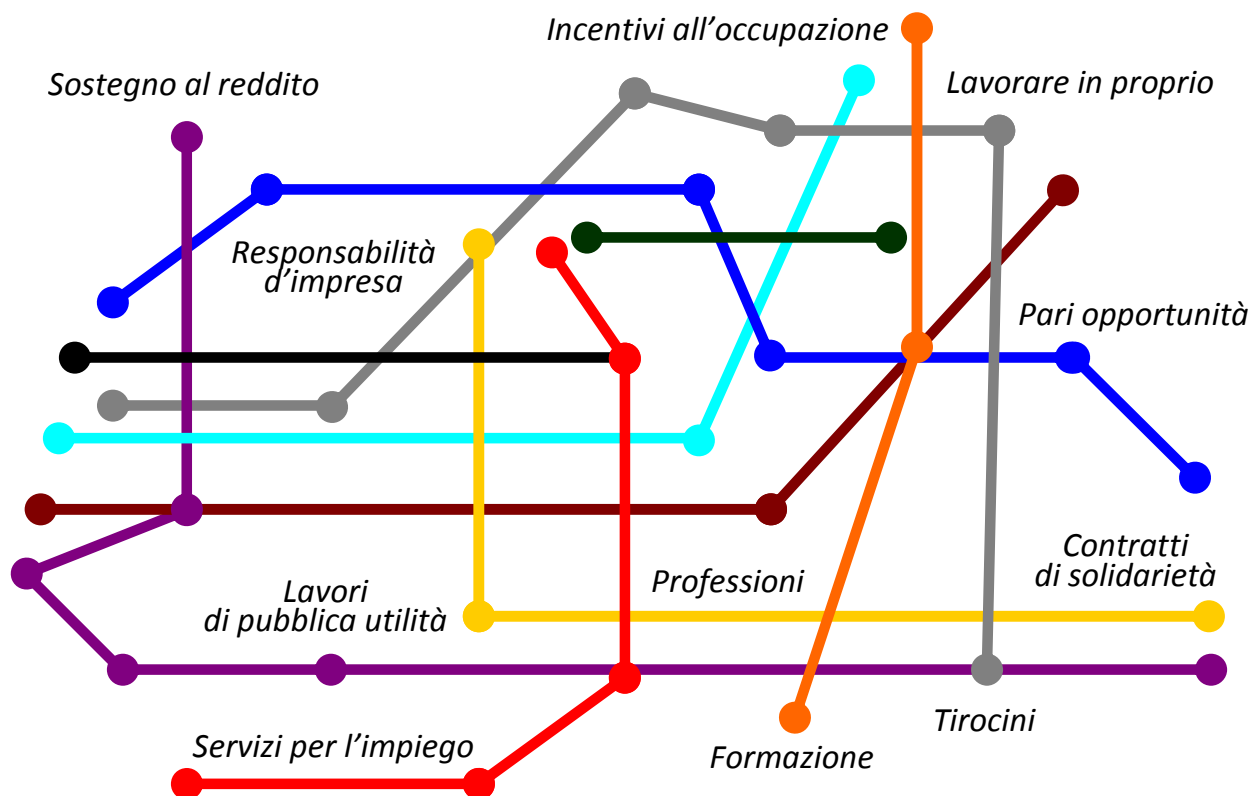 Incentivi all'occupazione
Sostegno al reddito
Lavorare in proprio
Responsabilità
d'impresa
Pari opportunità
Contratti
di solidarietà
Professioni
Lavori
di pubblica utilità
Tirocini
Servizi per l'impiego
Formazione